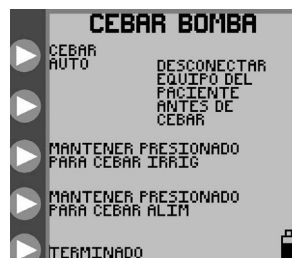 CEBAR BOMBA
CEBAR
AUTO
DESCONECTAR
EQUIPO DEL
PACIENTE
ANTES DE
CEBAR
MANTENER PRESIONADO
PARA CEBAR IRRIG
MANTENER PRESIONADO
PARA CEBAR ALIM
TERMINADO